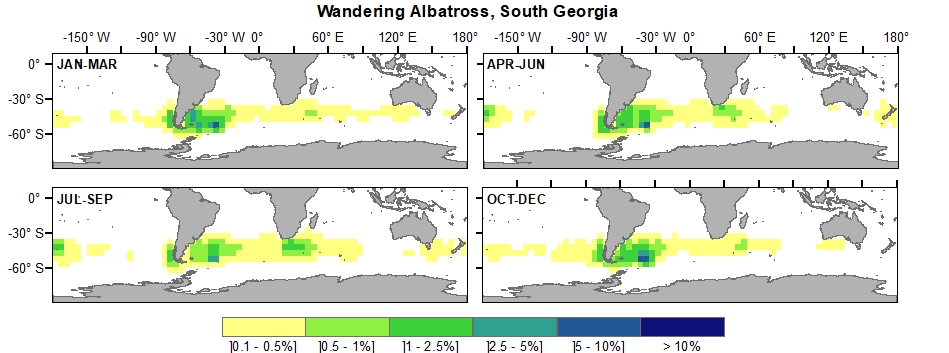 Wandering Albatross, South Georgia
-150° W -90° W -30° W 0° 60° E 120° E 180° -150° W -90° W -30° W 0° 60° E 120° E 180°
0° JAN-MAR APR-JUN
-30° S
-60° S
0° JUL-SEP OCT-DEC
-30° S
-60° S
]0.1 - 0.5%] ]0.5 - 1%] ]1 - 2.5%] ]2.5 - 5%] ]5 - 10%] > 10%